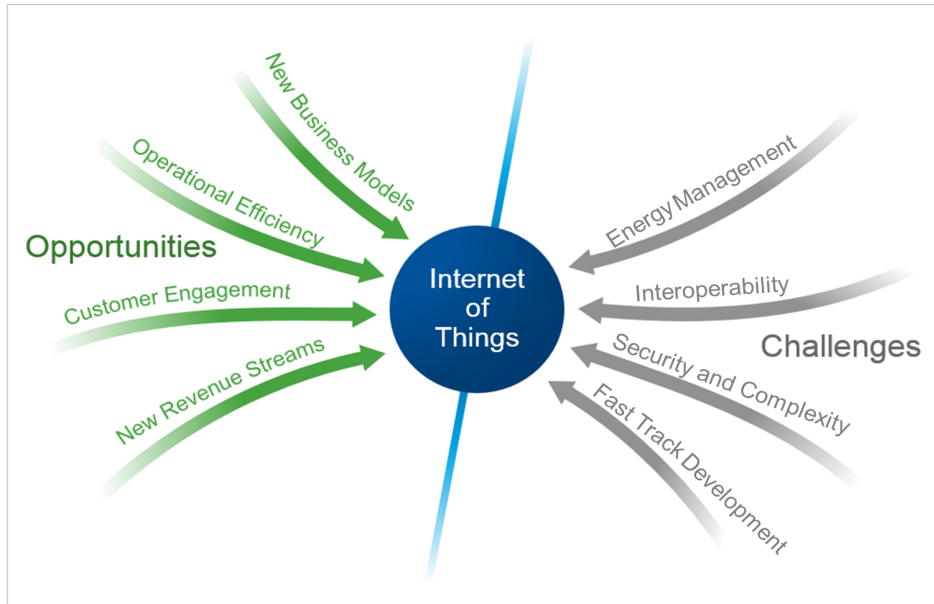 New Business Models
Operational Efficiency
Opportunities
Customer Engagement
New Revenue Streams
Internet
of
Things
Energy Management
Interoperability
Challenges
Security and Complexity
Fast Track Development